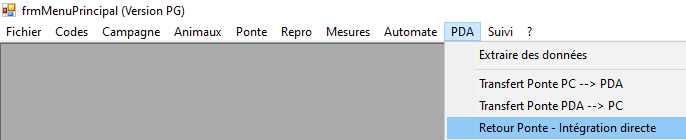 frmMenuPrincipal (Version PG)
Fichier Codes Campagne Animaux Ponte Repro Mesures Automate PDA Suivi ?
Extraire des données
Transfert Ponte PC --> PDA
Transfert Ponte PDA --> PC
Retour Ponte - Intégration directe